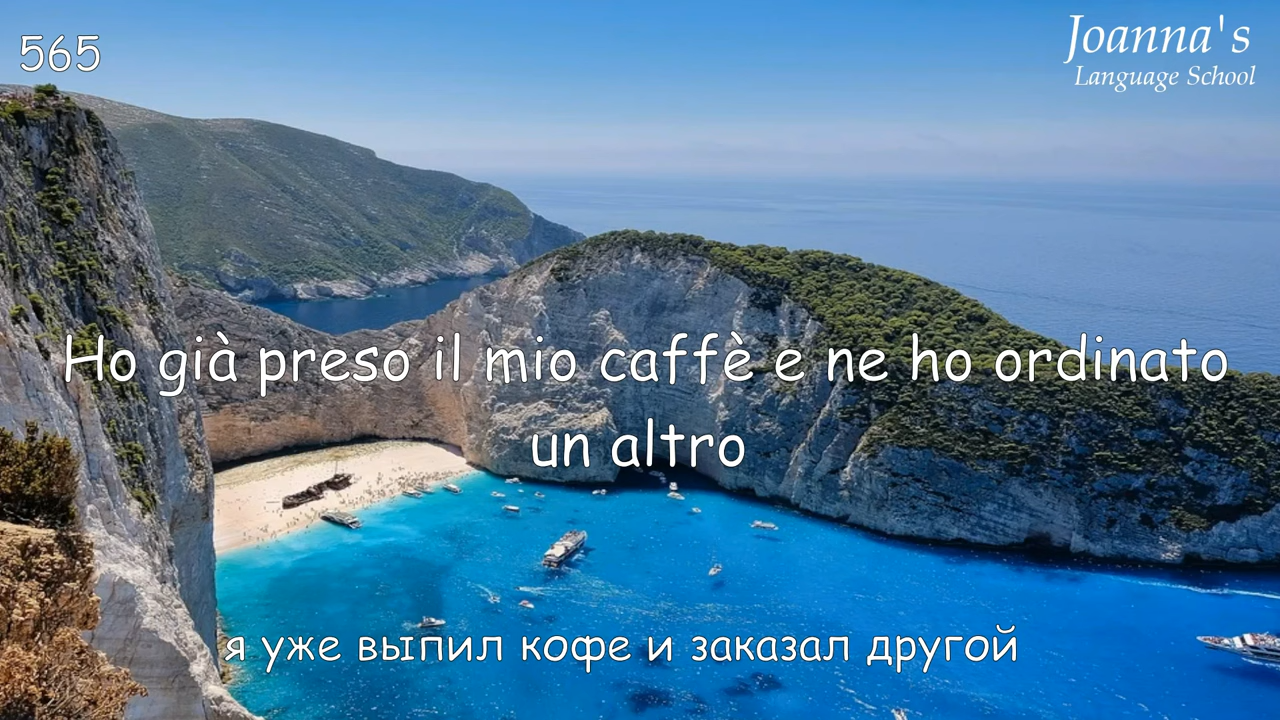 565
Joanna's
Language School
Ho già preso il mio caffè e ne ho ordinato
un altro
я уже выпил кофе и заказал другой